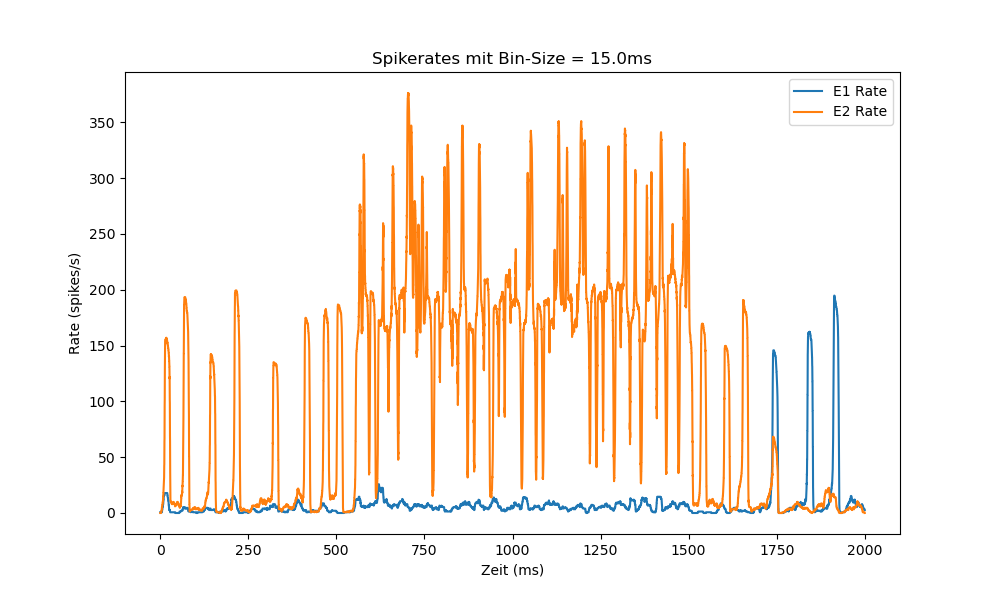 Spikerates mit Bin-Size = 15.0ms
E1 Rate
E2 Rate
350
300
250
200
150
100
50
0
Rate (spikes/s)
0 250 500 750 1000 1250 1500 1750 2000
Zeit (ms)